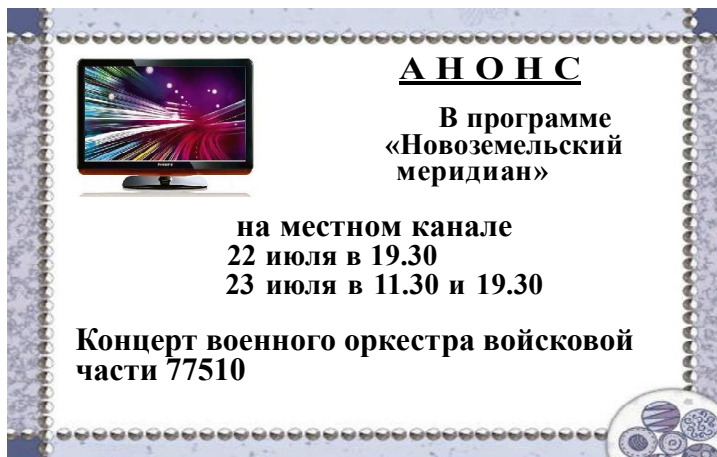 А Н О Н С
В программе
«Новоземельский
меридиан»
на местном канале
22 июля в 19.30
23 июля в 11.30 и 19.30
Концерт военного оркестра войсковой
части 77510